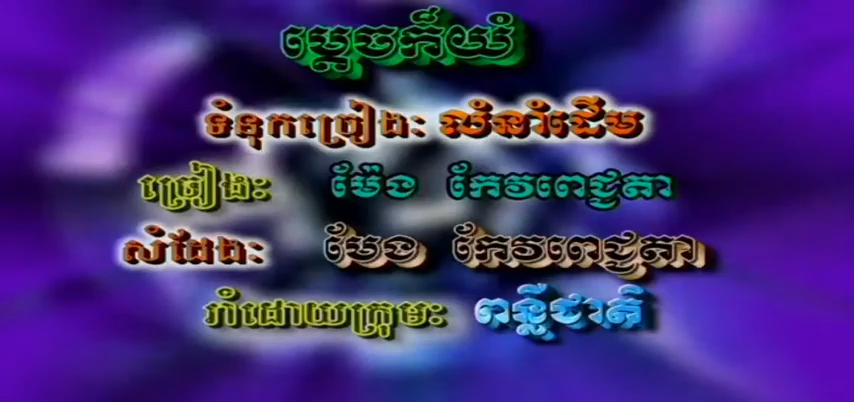 ម្ដេចក៏យំ
ទំនុកច្រៀងៈ លំនាំដើម
ច្រៀងៈ ម៉ែង កែវពេជ្ជតា
សំដែងៈ ម៉ែង កែវពេជ្ជតា
រាំដោយក្រុមៈ ពន្លឺជាតិ